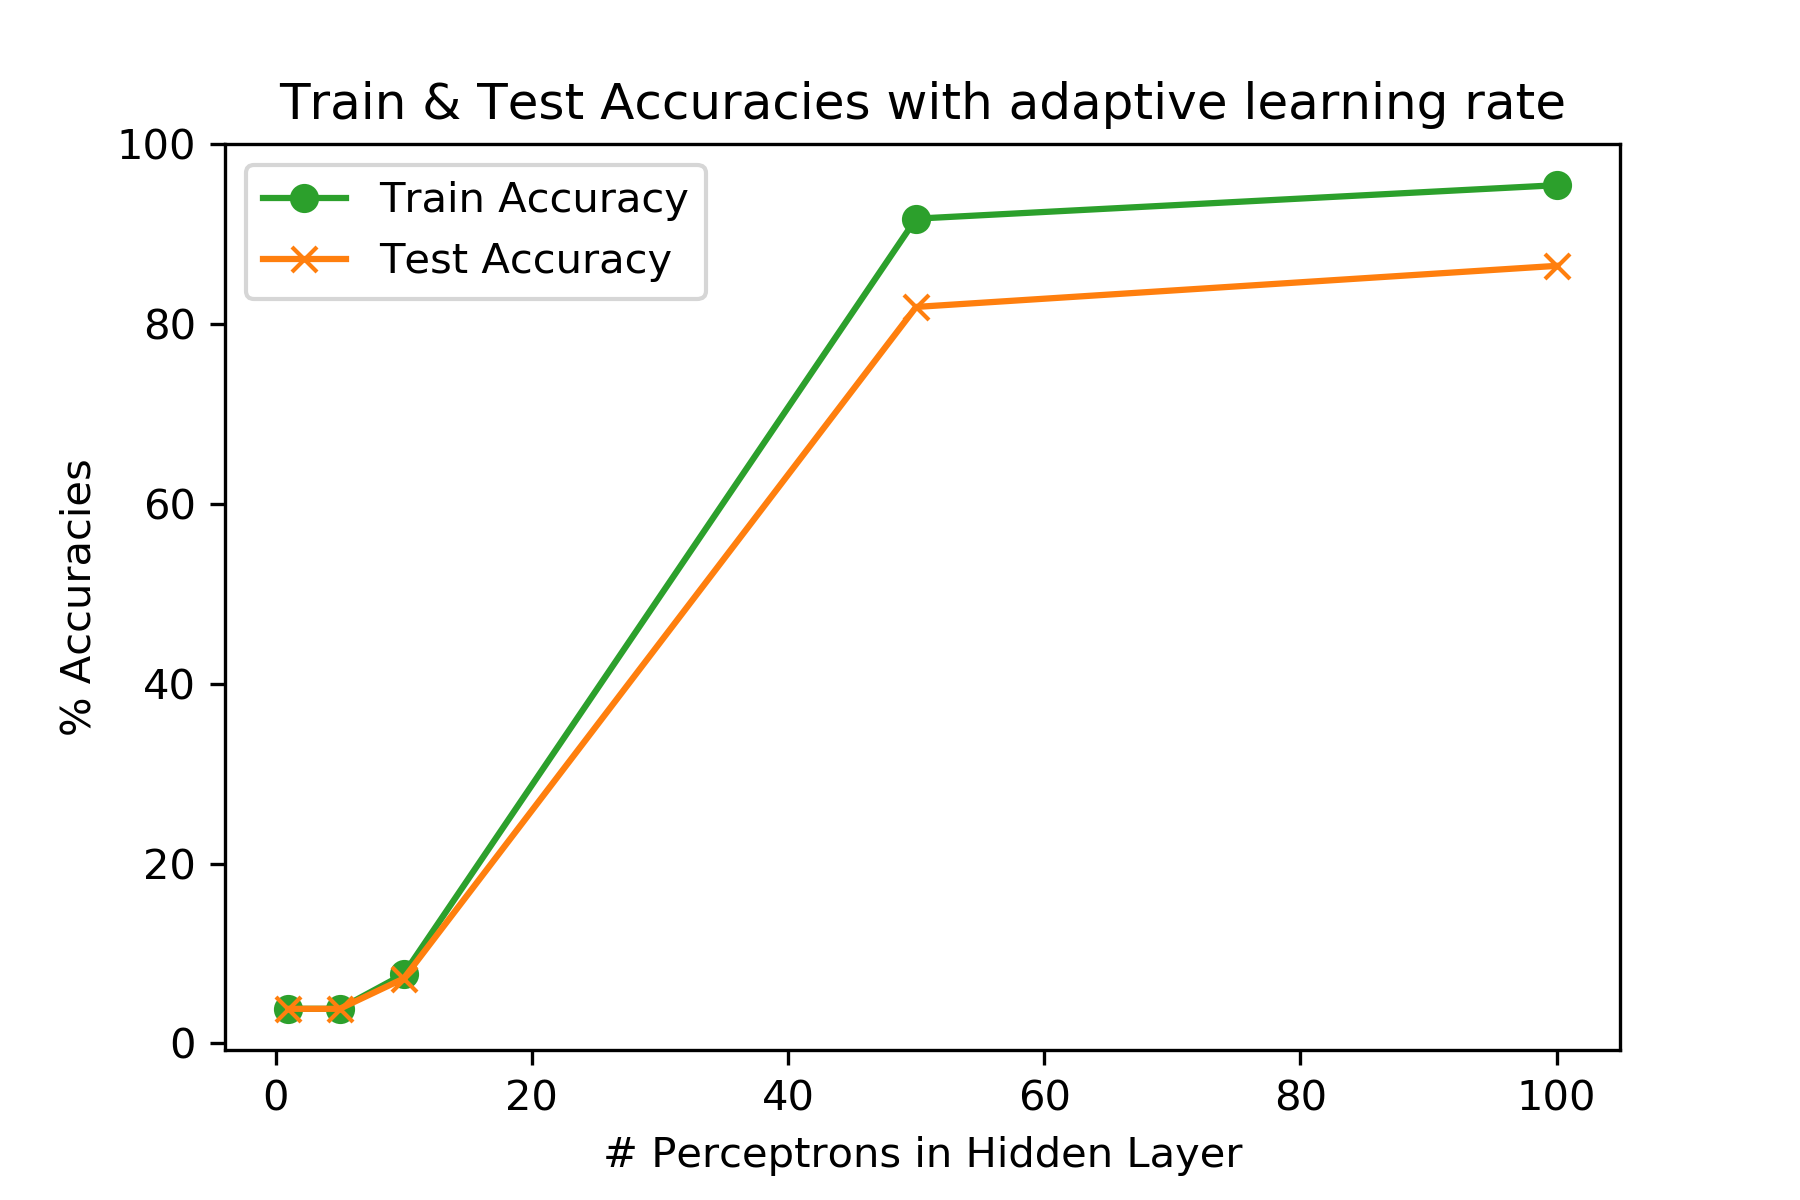 Train & Test Accuracies with adaptive learning rate
100
Train Accuracy
Test Accuracy
80
60
40
20
0
% Accuracies
0 20 40 60 80 100
# Perceptrons in Hidden Layer